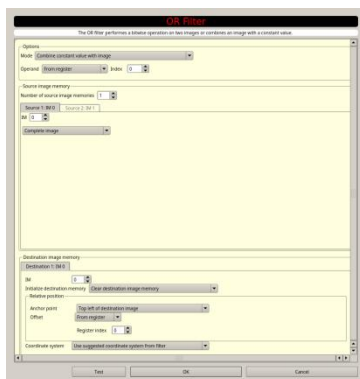 OR Filter
The OR filter performs a bitwise operation on two images or combines an image with a constant value.
Options
Mode Combine constant value with image
Operand From register Index 0
Source image memory
Number of source image memories 1
Source 1: IM 0 Source 2: IM 1
IM 0
Complete image
Destination image memory
Destination 1: IM 0
IM 0
Initialize destination memory Clear destination image memory
Relative position
Anchor point Top left of destination image
Offset From register
Register index 0
Coordinate system Use suggested coordinate system from filter
Test OK Cancel